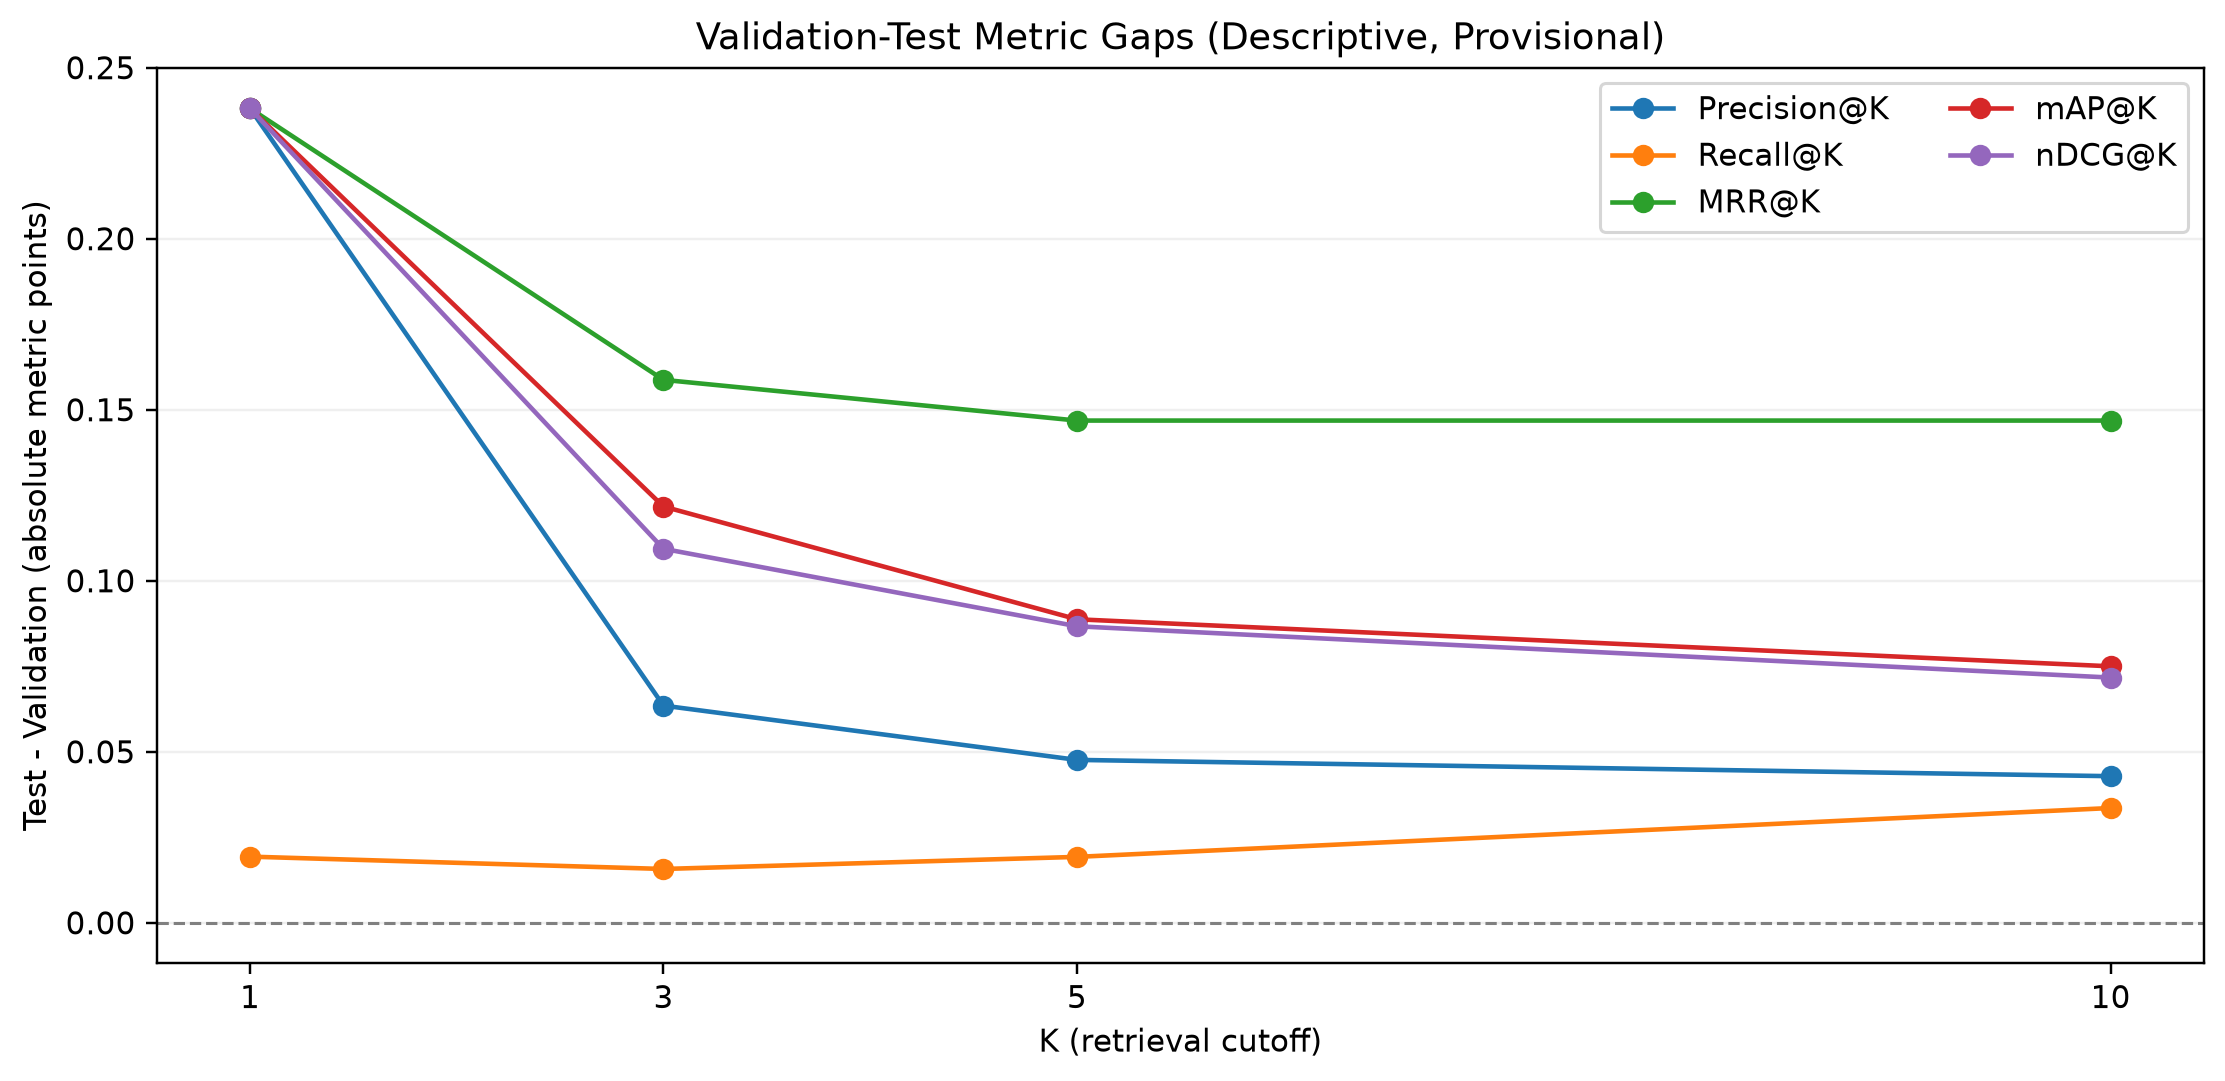 Validation-Test Metric Gaps (Descriptive, Provisional)
Test - Validation (absolute metric points)
0.25
0.20
0.15
0.10
0.05
0.00
Precision@K
Recall@K
MRR@K
mAP@K
nDCG@K
1 3 5 10
K (retrieval cutoff)